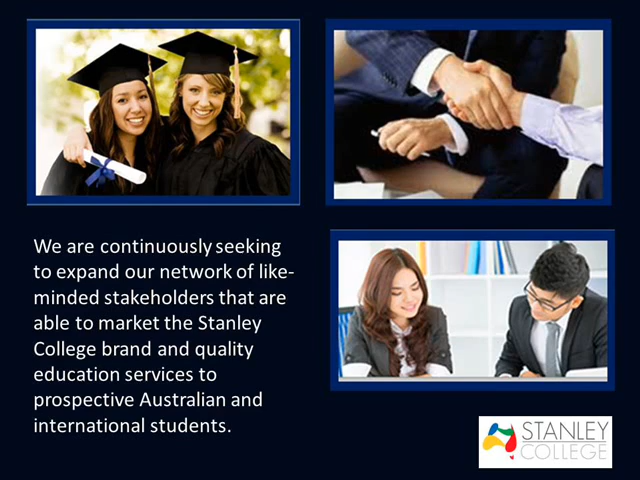 We are continuously seeking
to expand our network of like-
minded stakeholders that are
able to market the Stanley
College brand and quality
education services to
prospective Australian and
international students.
STANLEY
COLLEGE